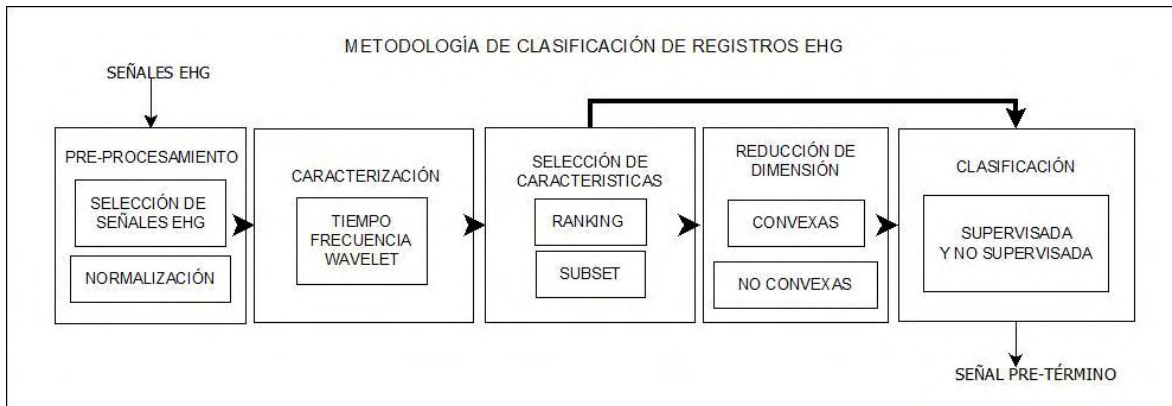 METODOLOGÍA DE CLASIFICACIÓN DE REGISTROS EHG
SEÑALES EHG
PRE-PROCESAMIENTO
SELECCIÓN DE
SEÑALES EHG
NORMALIZACIÓN
CARACTERIZACIÓN
TIEMPO
FRECUENCIA
WAVELET
SELECCIÓN DE
CARACTERISTICAS
RANKING
SUBSET
REDUCCIÓN DE
DIMENSIÓN
CONVEXAS
NO CONVEXAS
CLASIFICACIÓN
SUPERVISADA
Y NO SUPERVISADA
SEÑAL PRE-TÉRMINO